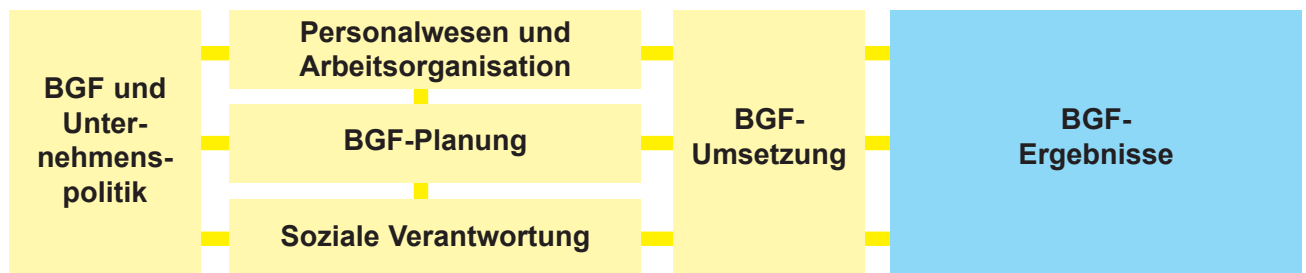 BGF und
Unter-
nehmens-
politik
Personalwesen und
Arbeitsorganisation
BGF-Planung
Soziale Verantwortung
BGF-
Umsetzung
BGF-
Ergebnisse